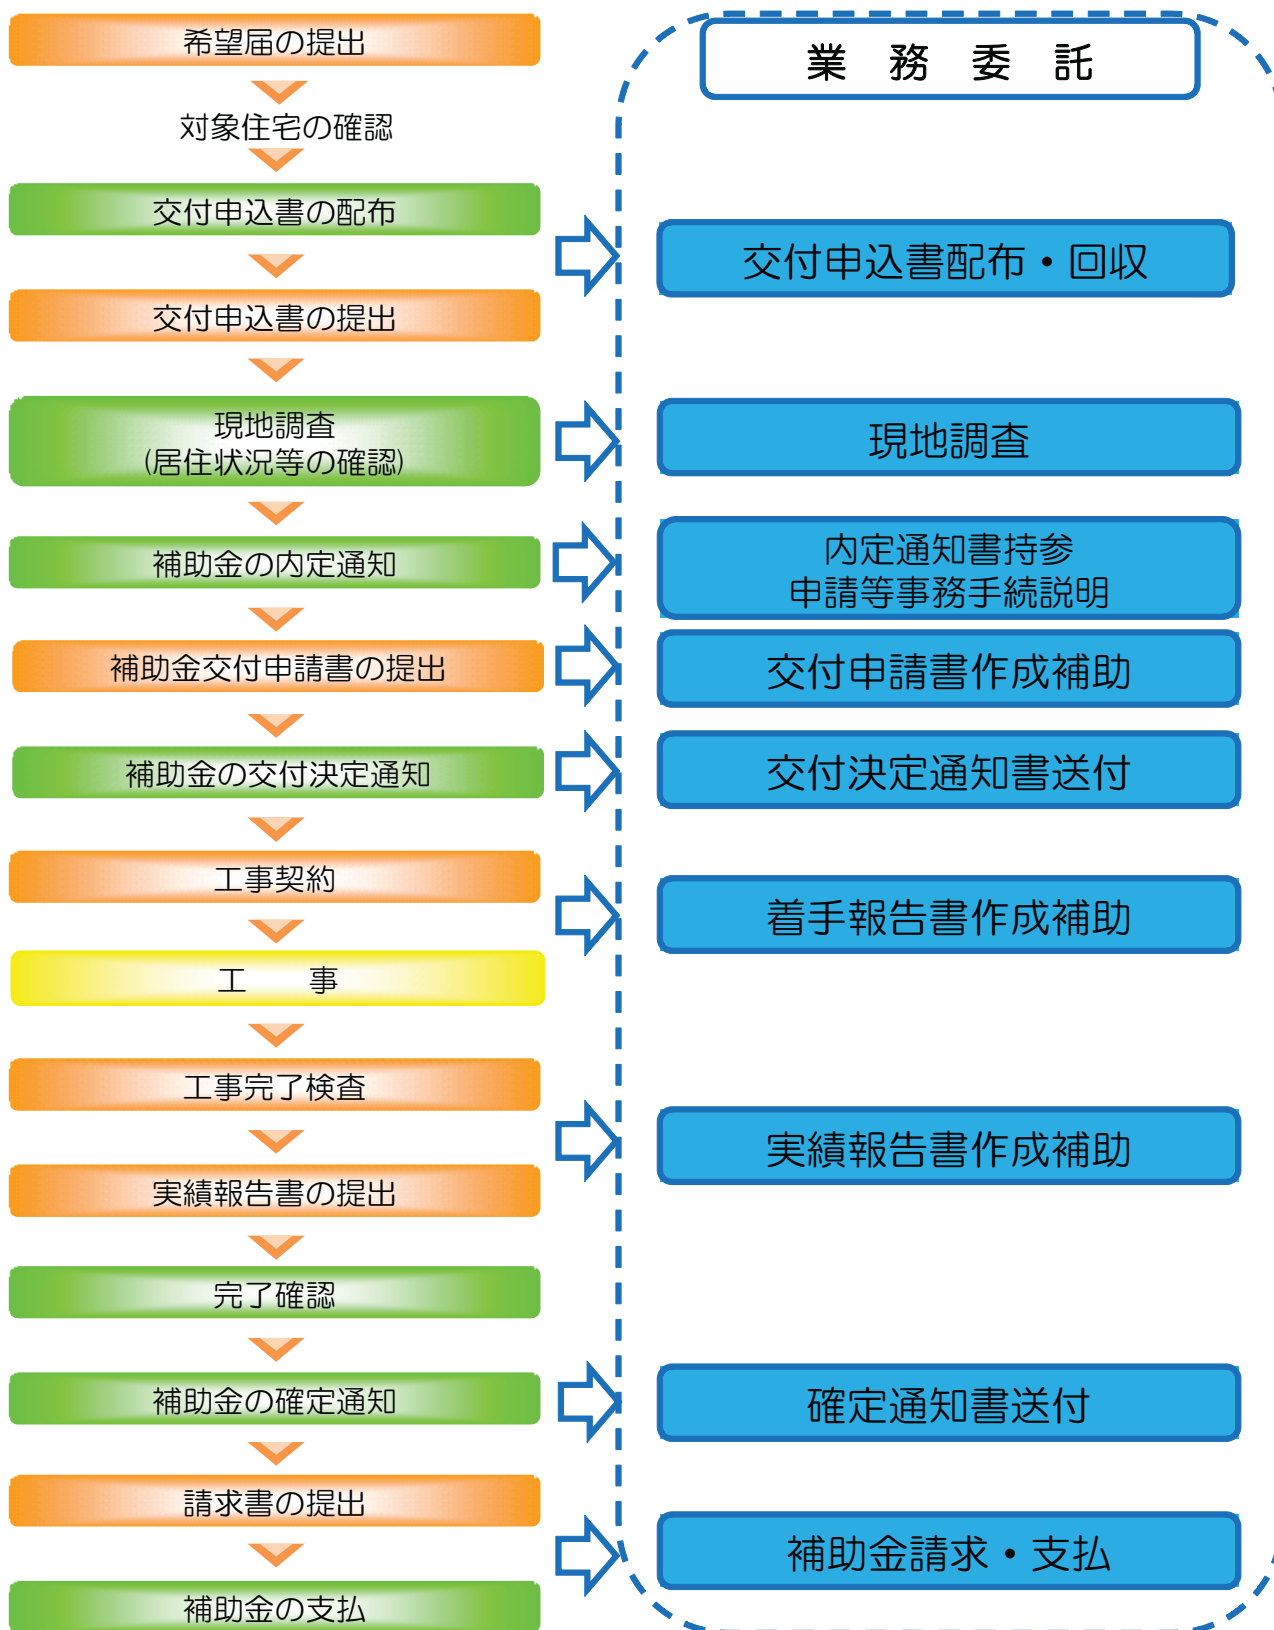 希望届の提出
対象住宅の確認
交付申込書の配布
交付申込書の提出
現地調査
(居住状況等の確認)
補助金の内定通知
補助金交付申請書の提出
補助金の交付決定通知
工事契約
工　　事
工事完了検査
実績報告書の提出
完了確認
補助金の確定通知
請求書の提出
補助金の支払
業　務　委　託
交付申込書配布・回収
現地調査
内定通知書持参
申請等事務手続説明
交付申請書作成補助
交付決定通知書送付
着手報告書作成補助
実績報告書作成補助
確定通知書送付
補助金請求・支払